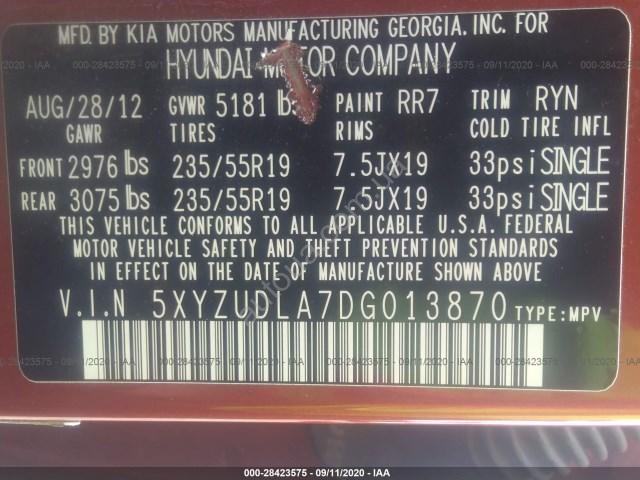 MFD. BY KIA MOTORS MANUFACTURING GEORGIA. INC. FOR
HYUNDAI MOTOR COMPANY
AUG/28/12 GVWR 5181 lbs PAINT RR7 TRIM RYN
GAWR TIRES RIMS COLD TIRE INFL
FRONT 2976 lbs 235/55R19 7.5JX19 33psi SINGLE
REAR 3075 lbs 235/55R19 7.5JX19 33psi SINGLE
THIS VEHICLE CONFORMS TO ALL APPLICABLE U.S.A. FEDERAL
MOTOR VEHICLE SAFETY AND THEFT PREVENTION STANDARDS
IN EFFECT ON THE DATE OF MANUFACTURE SHOWN ABOVE
V.I.N TYPE:MPV
000-28423575 - 09/11/2020 - IAA